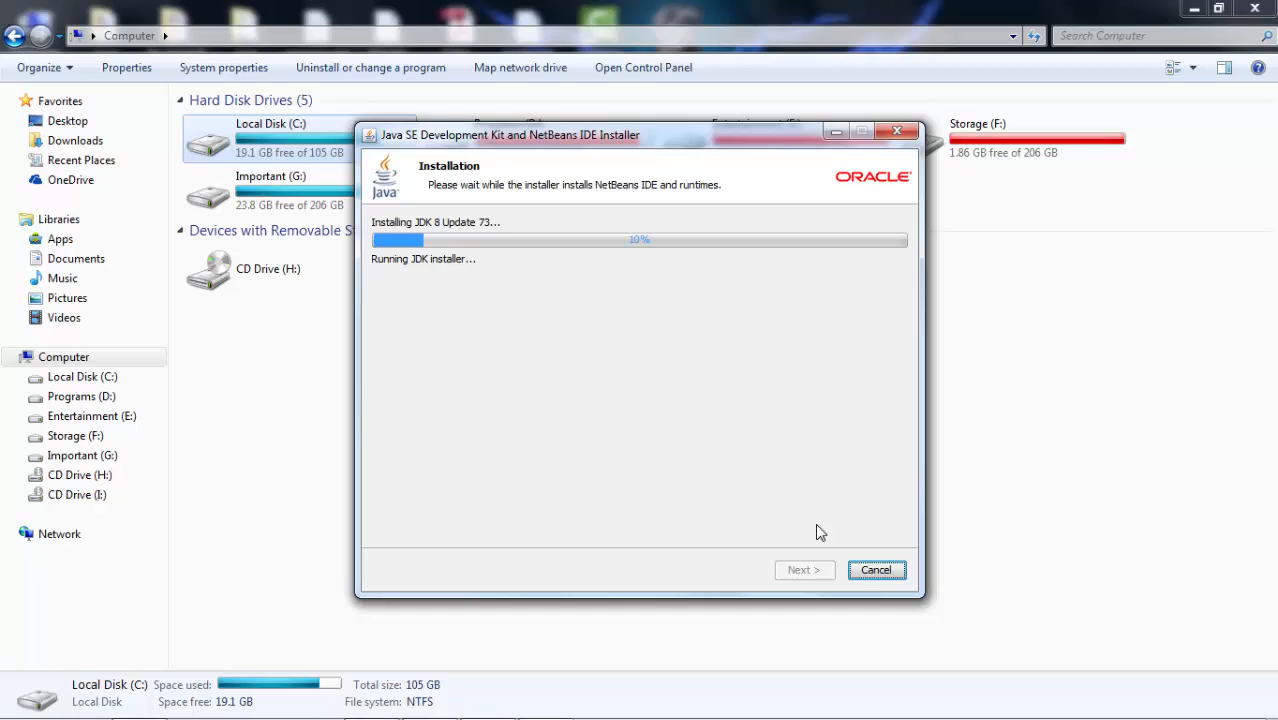 Computer
Search Computer
Organize
Properties
System properties
Uninstall or change a program
Map network drive
Open Control Panel
Favorites
Desktop
Downloads
Recent Places
OneDrive
Libraries
Apps
Documents
Music
Pictures
Videos
Computer
Local Disk (C:)
Programs (D:)
Entertainment (E:)
Storage (F:)
Important (G:)
CD Drive (H:)
CD Drive (I:)
Network
Hard Disk Drives (5)
Local Disk (C:)
19.1 GB free of 105 GB
Storage (F:)
1.86 GB free of 206 GB
Important (G:)
23.8 GB free of 206 GB
Devices with Removable S
CD Drive (H:)
Java SE Development Kit and NetBeans IDE Installer
Java
Installation
Please wait while the installer installs NetBeans IDE and runtimes.
ORACLE
Installing JDK 8 Update 73...
10%
Running JDK installer...
Next >
Cancel
Local Disk (C:) Space used: Total size: 105 GB
Local Disk Space free: 19.1 GB File system: NTFS